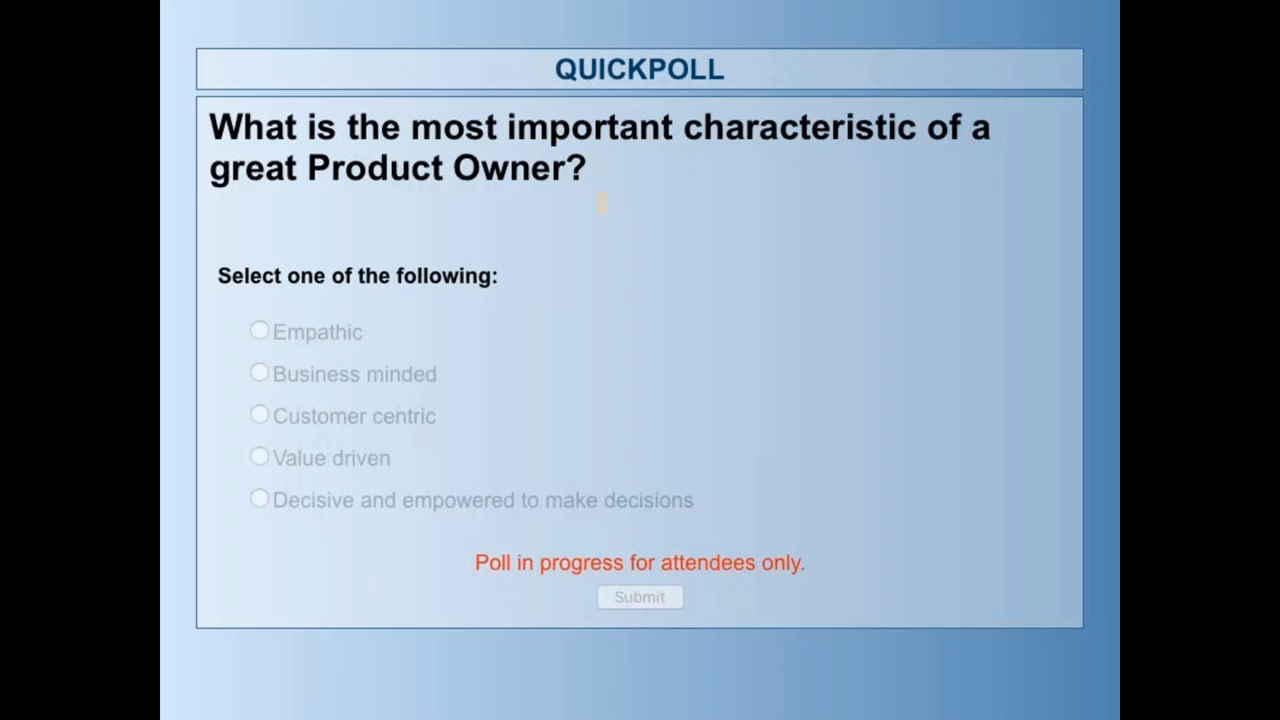 QUICKPOLL
What is the most important characteristic of a
great Product Owner?
Select one of the following:
Empathic
Business minded
Customer centric
Value driven
Decisive and empowered to make decisions
Poll in progress for attendees only.
Submit